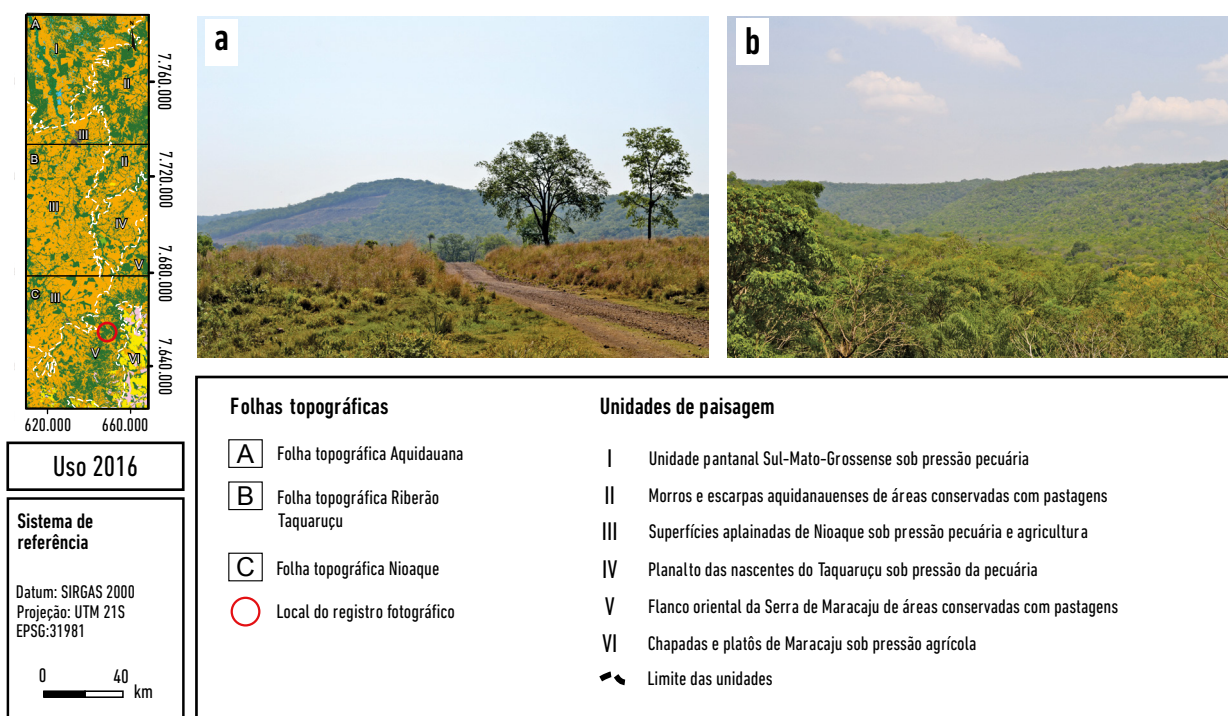 A
I
II
III
B
II
III
IV
V
C
III
V
VI
N
7.760.000
7.720.000
7.680.000
7.640.000
620.000 660.000
a
b
Uso 2016
Sistema de
referência
Datum: SIRGAS 2000
Projeção: UTM 21S
EPSG:31981
0 40
km
Folhas topográficas
A Folha topográfica Aquidauana
B Folha topográfica Riberão
Taquaruçu
C Folha topográfica Nioaque
Local do registro fotográfico
Unidades de paisagem
I Unidade pantanal Sul-Mato-Grossense sob pressão pecuária
II Morros e escarpas aquidanauenses de áreas conservadas com pastagens
III Superfícies aplainadas de Nioaque sob pressão pecuária e agricultura
IV Planalto das nascentes do Taquaruçu sob pressão da pecuária
V Flanco oriental da Serra de Maracaju de áreas conservadas com pastagens
VI Chapadas e platôs de Maracaju sob pressão agrícola
Limite das unidades